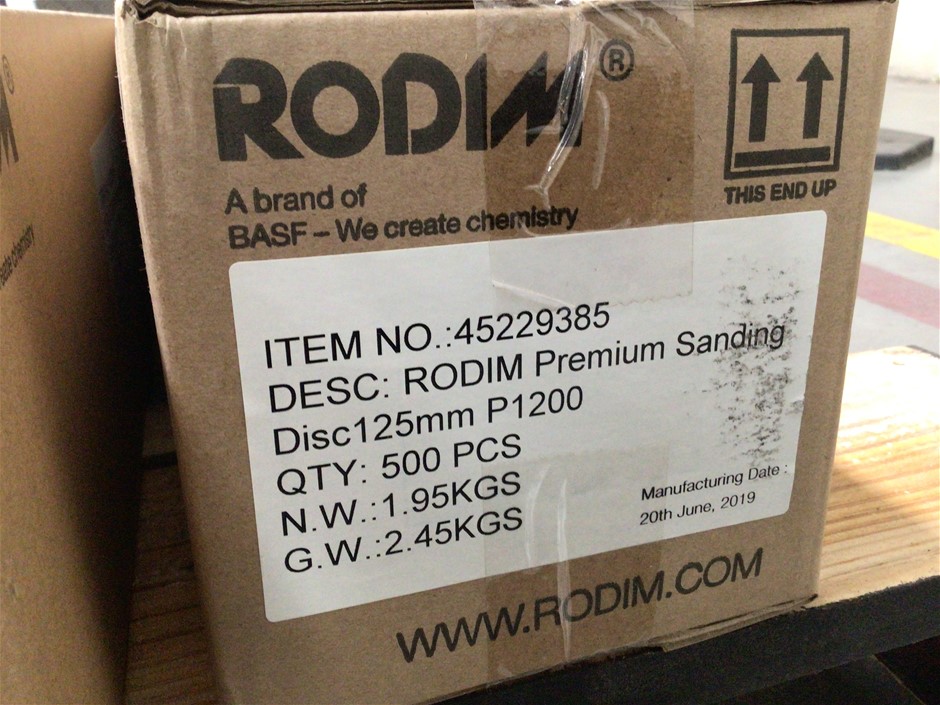 RODIM®
A brand of
BASF – We create chemistry
THIS END UP
ITEM NO.:45229385
DESC: RODIM Premium Sanding
Disc125mm P1200
QTY: 500 PCS
N.W.:1.95KGS
G.W.:2.45KGS
Manufacturing Date :
20th June, 2019
WWW.RODIM.COM